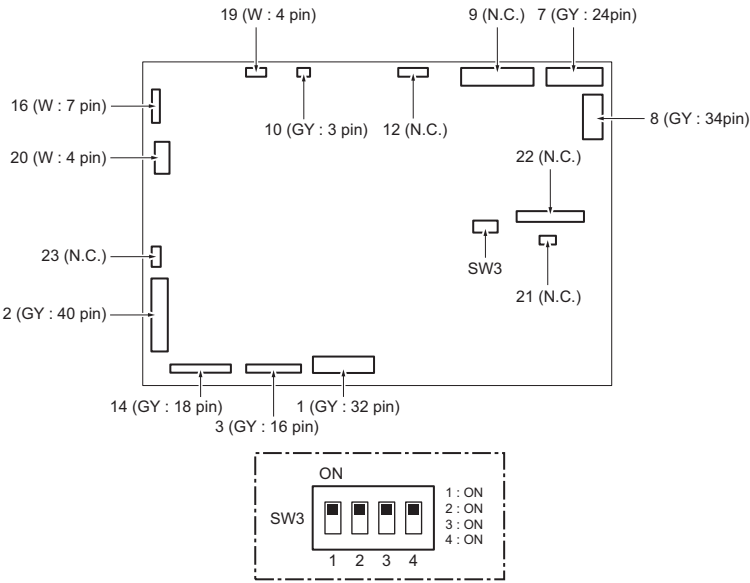 19 (W : 4 pin)
9 (N.C.)
7 (GY : 24pin)
16 (W : 7 pin)
10 (GY : 3 pin)
12 (N.C.)
8 (GY : 34pin)
20 (W : 4 pin)
22 (N.C.)
23 (N.C.)
SW3
21 (N.C.)
2 (GY : 40 pin)
14 (GY : 18 pin)
1 (GY : 32 pin)
3 (GY : 16 pin)
ON
SW3
1 : ON
2 : ON
3 : ON
4 : ON
1 2 3 4